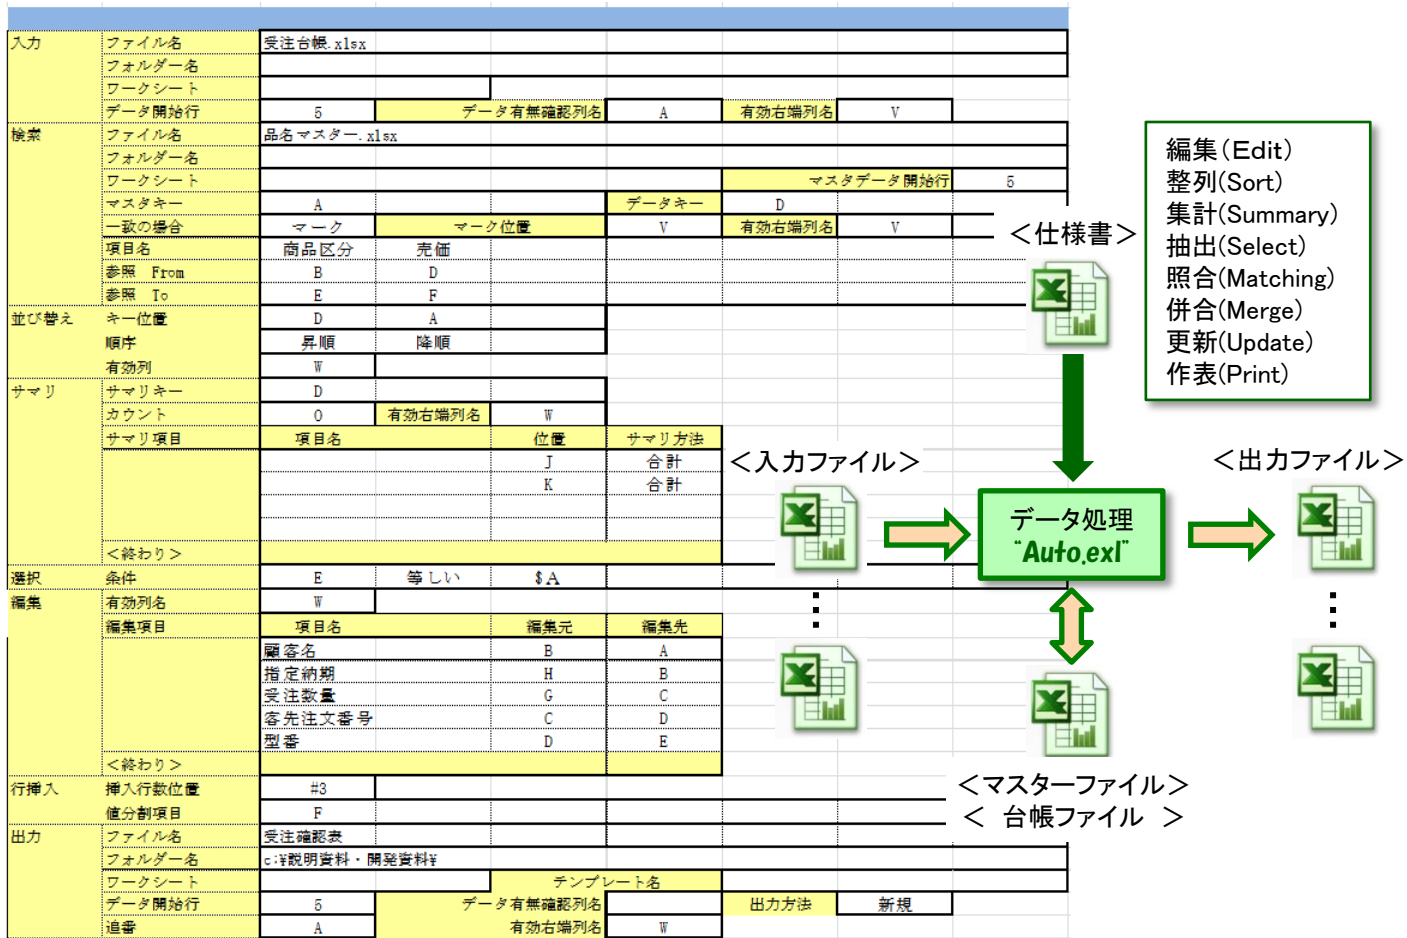 入力 ファイル名 受注台帳.xlsx
フォルダー名
ワークシート
データ開始行 5 データ有無確認列名 A 有効右端列名 V
検索 ファイル名 品名マスター.xlsx
フォルダー名
ワークシート マスタデータ開始行 5
マスタキー A データキー D
一致の場合 マーク マーク位置 V 有効右端列名 V
項目名 商品区分 売価
参照 From B D
参照 To E F
並び替え キー位置 D A
順序 昇順 降順
有効列 W
サマリ サマリキー D
カウント O 有効右端列名 W
サマリ項目 項目名 位置 サマリ方法
J 合計
K 合計
<終わり>
選択 条件 E 等しい $A
編集 有効列名 W
編集項目 項目名 編集元 編集先
顧客名 B A
指定納期 H B
受注数量 G C
客先注文番号 C D
型番 D E
<終わり>
行挿入 挿入行数位置 #3
値分割項目 F
出力 ファイル名 受注確認表
フォルダー名 c:¥説明資料・開発資料¥
ワークシート テンプレート名
データ開始行 5 データ有無確認列名 出力方法 新規
追番 A 有効右端列名 W
編集(Edit)
整列(Sort)
集計(Summary)
抽出(Select)
照合(Matching)
併合(Merge)
更新(Update)
作表(Print)
<仕様書>
<入力ファイル>
<出力ファイル>
データ処理
“Auto.exl”
<マスターファイル>
< 台帳ファイル >